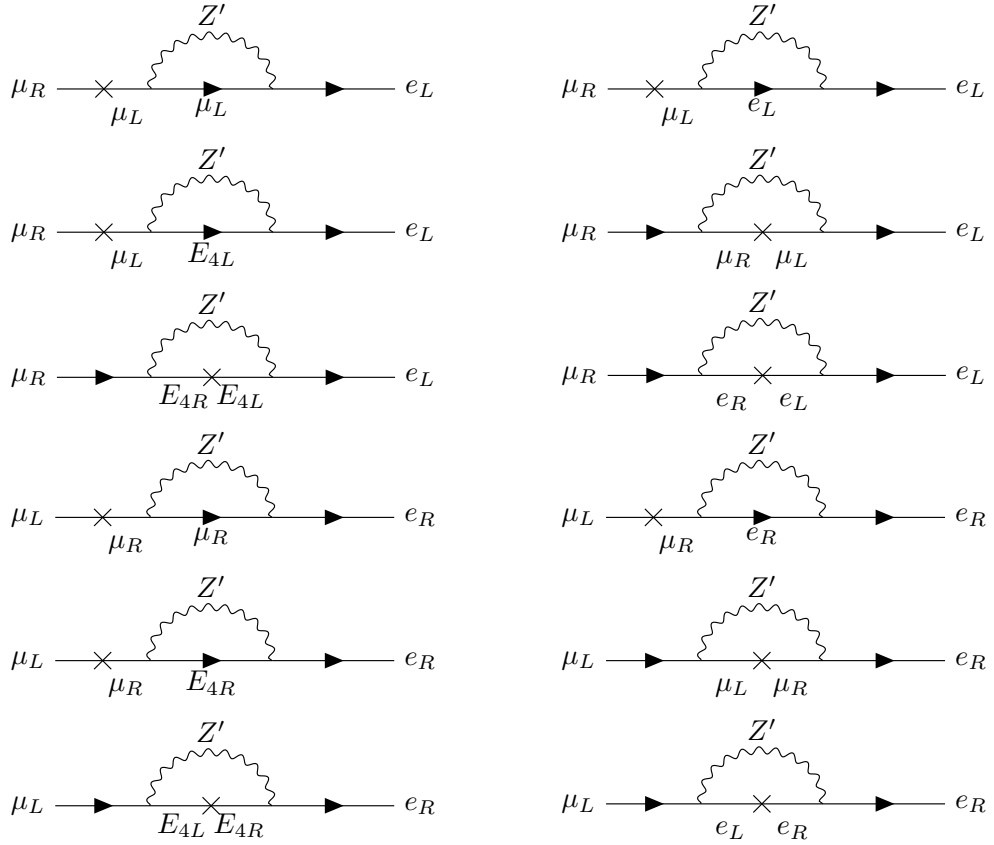 Z′ Z′
μ_R μ_L μ_L e_L μ_R μ_L e_L e_L
Z′ Z′
μ_R μ_L E_{4L} e_L μ_R μ_R μ_L e_L
Z′ Z′
μ_R E_{4R} E_{4L} e_L μ_R e_R e_L e_L
Z′ Z′
μ_L μ_R μ_R e_R μ_L μ_R e_R e_R
Z′ Z′
μ_L μ_R E_{4R} e_R μ_L μ_L μ_R e_R
Z′ Z′
μ_L E_{4L} E_{4R} e_R μ_L e_L e_R e_R